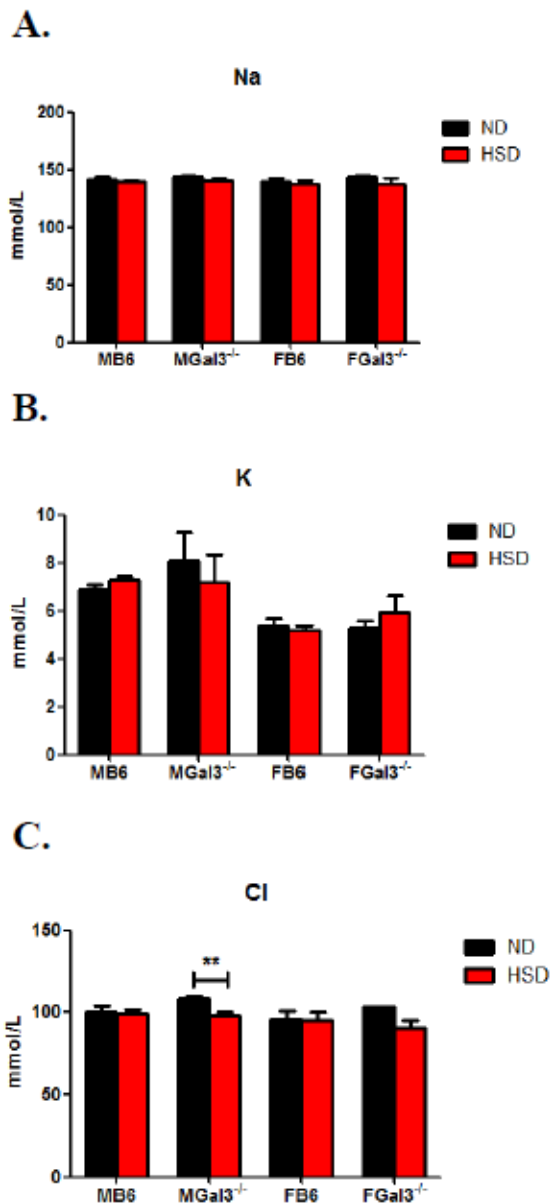 A.
Na
200
150
100
50
0
mmol/L
MB6 MGal3-/- FB6 FGal3-/-
ND
HSD
B.
K
10
8
6
4
2
0
mmol/L
MB6 MGal3-/- FB6 FGal3-/-
ND
HSD
C.
Cl
150
100
50
0
mmol/L
**
MB6 MGal3-/- FB6 FGal3-/-
ND
HSD